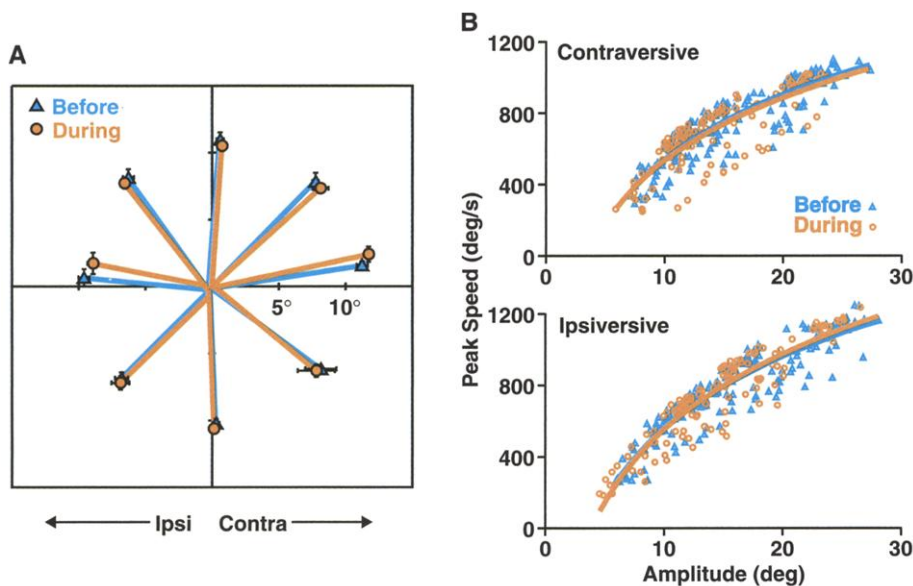 A
Before
During
5° 10°
Ipsi Contra
B
Peak Speed (deg/s)
1200
Contraversive
800
400
Before
During
0
0 10 20 30
1200
Ipsiversive
800
400
0
0 10 20 30
Amplitude (deg)